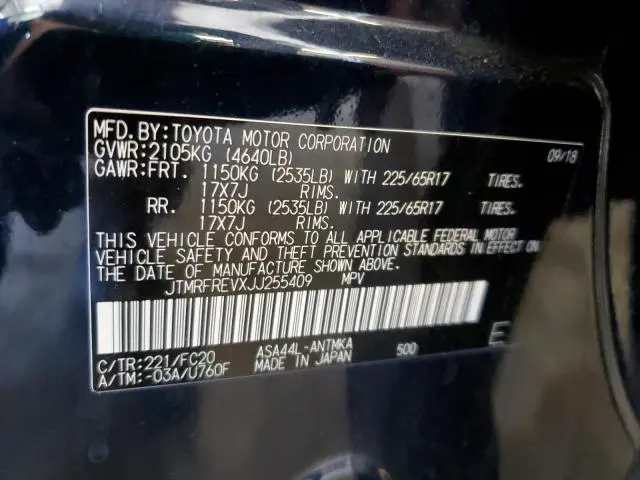 MFD.BY:TOYOTA MOTOR CORPORATION 09/18
GVWR:2105KG (4640LB)
GAWR:FRT. 1150KG (2535LB) WITH 225/65R17 TIRES.
17X7J RIMS.
RR. 1150KG (2535LB) WITH 225/65R17 TIRES.
17X7J RIMS.
THIS VEHICLE CONFORMS TO ALL APPLICABLE FEDERAL MOTOR
VEHICLE SAFETY AND THEFT PREVENTION STANDARDS IN EFFECT ON
THE DATE OF MANUFACTURE SHOWN ABOVE.
JTMRFREVXJJ255409 MPV
C/TR:221/FC20 ASA44L-ANTMKA 500 E
A/TM:-03A/U760F MADE IN JAPAN